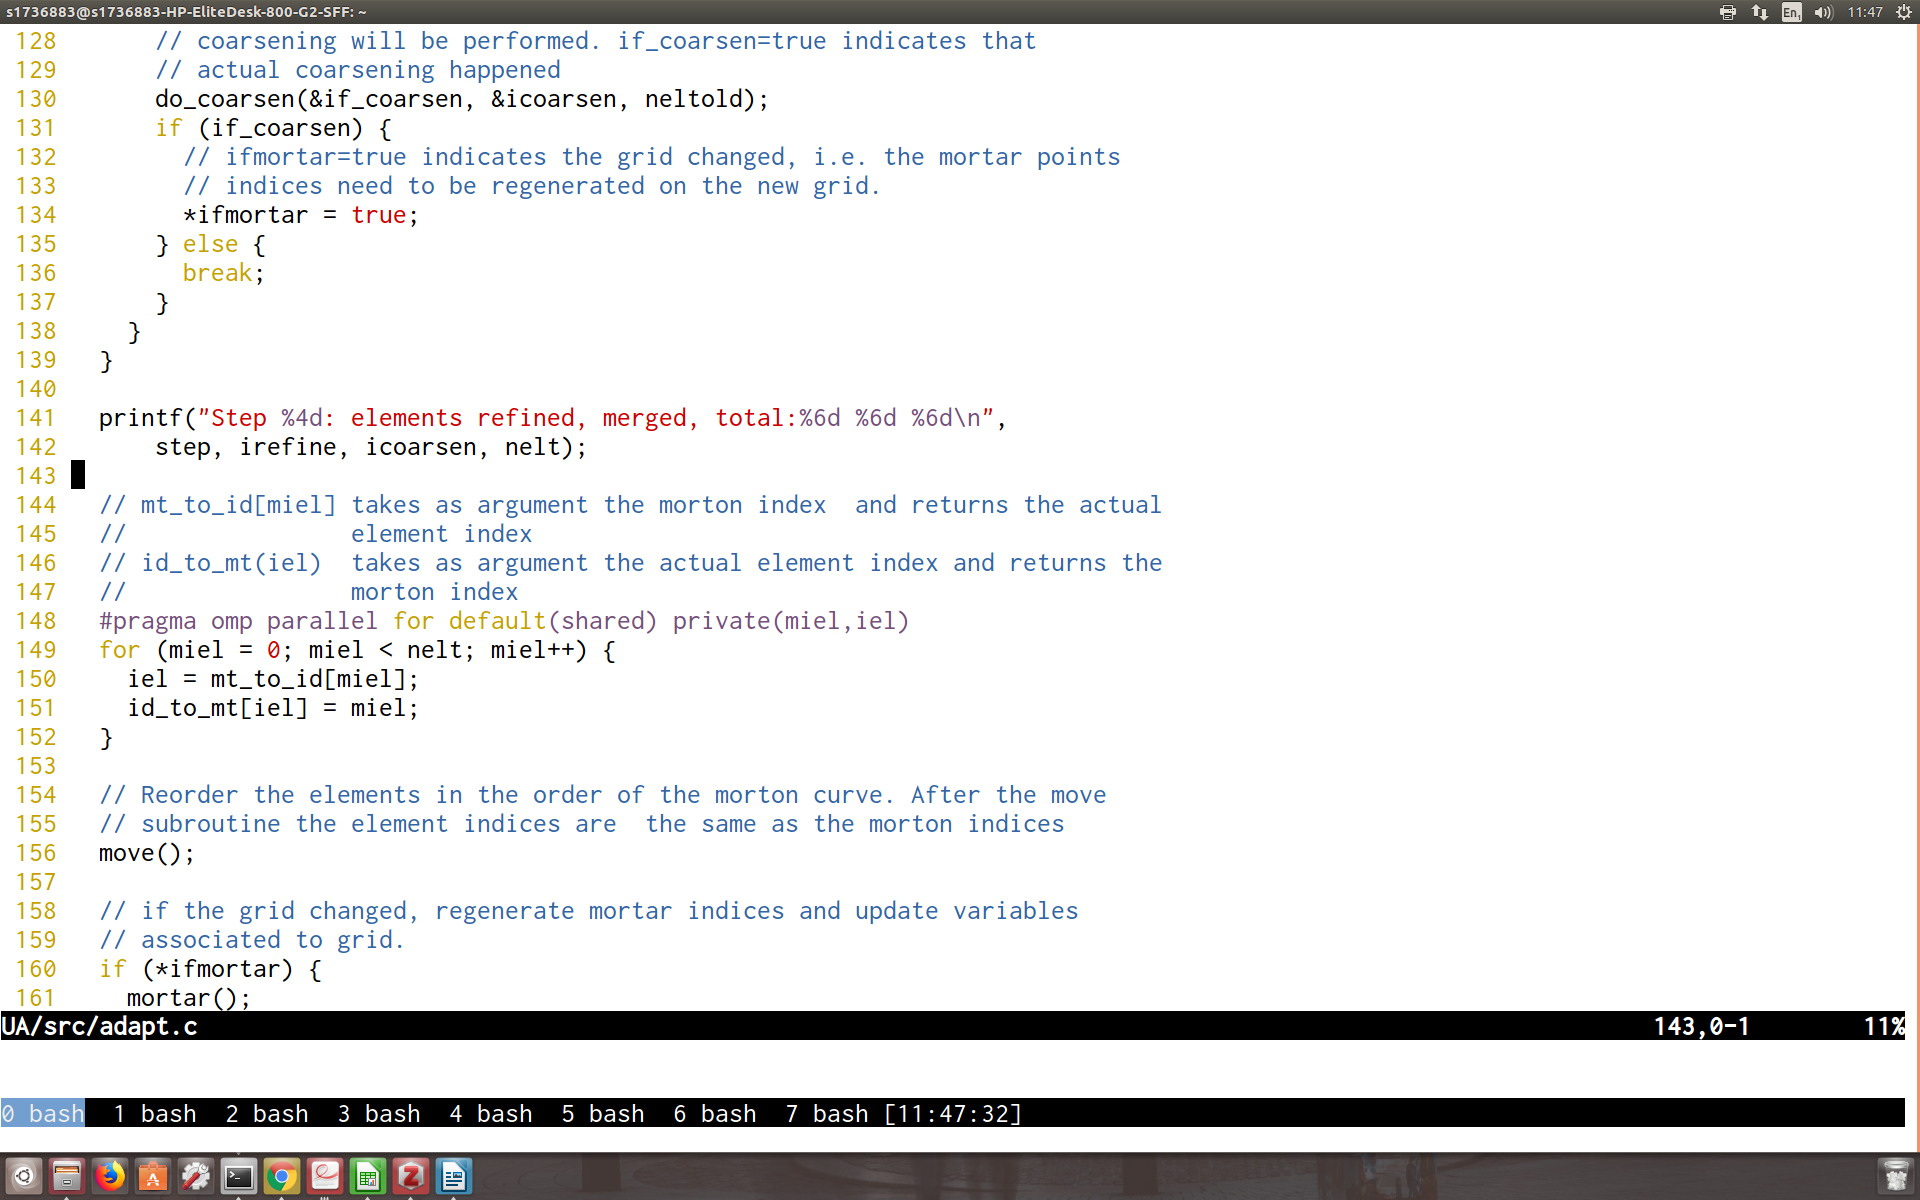 s1736883@s1736883-HP-EliteDesk-800-G2-SFF: ~ En 11:47
128       // coarsening will be performed. if_coarsen=true indicates that
129       // actual coarsening happened
130       do_coarsen(&if_coarsen, &icoarsen, neltold);
131       if (if_coarsen) {
132         // ifmortar=true indicates the grid changed, i.e. the mortar points
133         // indices need to be regenerated on the new grid.
134         *ifmortar = true;
135       } else {
136         break;
137       }
138     }
139   }
140
141   printf("Step %4d: elements refined, merged, total:%6d %6d %6d\n",
142       step, irefine, icoarsen, nelt);
143
144   // mt_to_id[miel] takes as argument the morton index  and returns the actual
145   //                element index
146   // id_to_mt(iel)  takes as argument the actual element index and returns the
147   //                morton index
148   #pragma omp parallel for default(shared) private(miel,iel)
149   for (miel = 0; miel < nelt; miel++) {
150     iel = mt_to_id[miel];
151     id_to_mt[iel] = miel;
152   }
153
154   // Reorder the elements in the order of the morton curve. After the move
155   // subroutine the element indices are  the same as the morton indices
156   move();
157
158   // if the grid changed, regenerate mortar indices and update variables
159   // associated to grid.
160   if (*ifmortar) {
161     mortar();
UA/src/adapt.c 143,0-1 11%
0 bash  1 bash  2 bash  3 bash  4 bash  5 bash  6 bash  7 bash [11:47:32]